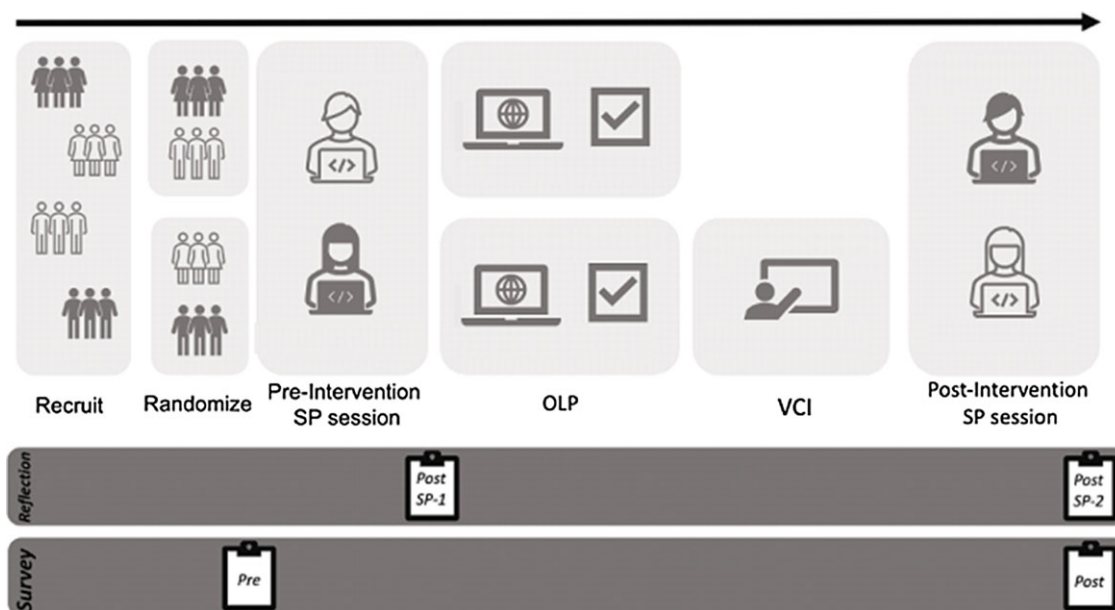 </>
</>
</>
</>
Recruit
Randomize
Pre-Intervention
SP session
OLP
VCI
Post-Intervention
SP session
Reflection
Post
SP-1
Post
SP-2
Survey
Pre
Post